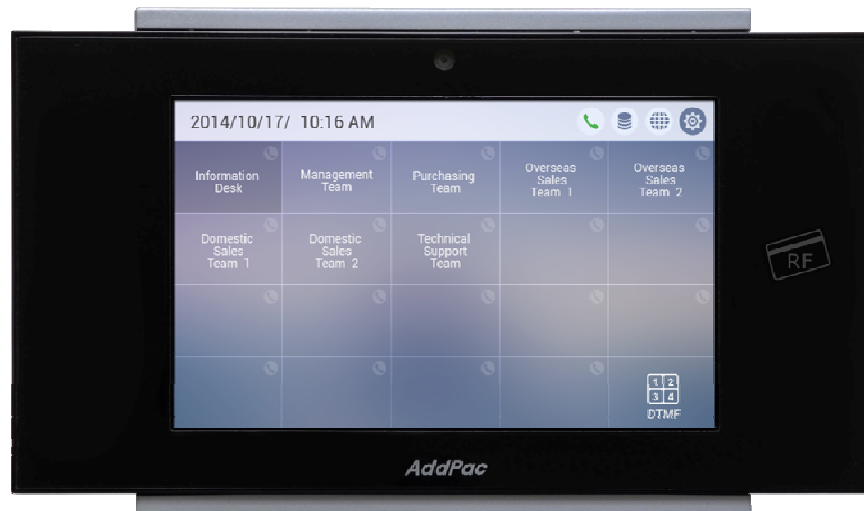 2014/10/17/ 10:16 AM
Information
Desk
Management
Team
Purchasing
Team
Overseas
Sales
Team 1
Overseas
Sales
Team 2
Domestic
Sales
Team 1
Domestic
Sales
Team 2
Technical
Support
Team
RF
1 2
3 4
DTMF
AddPac